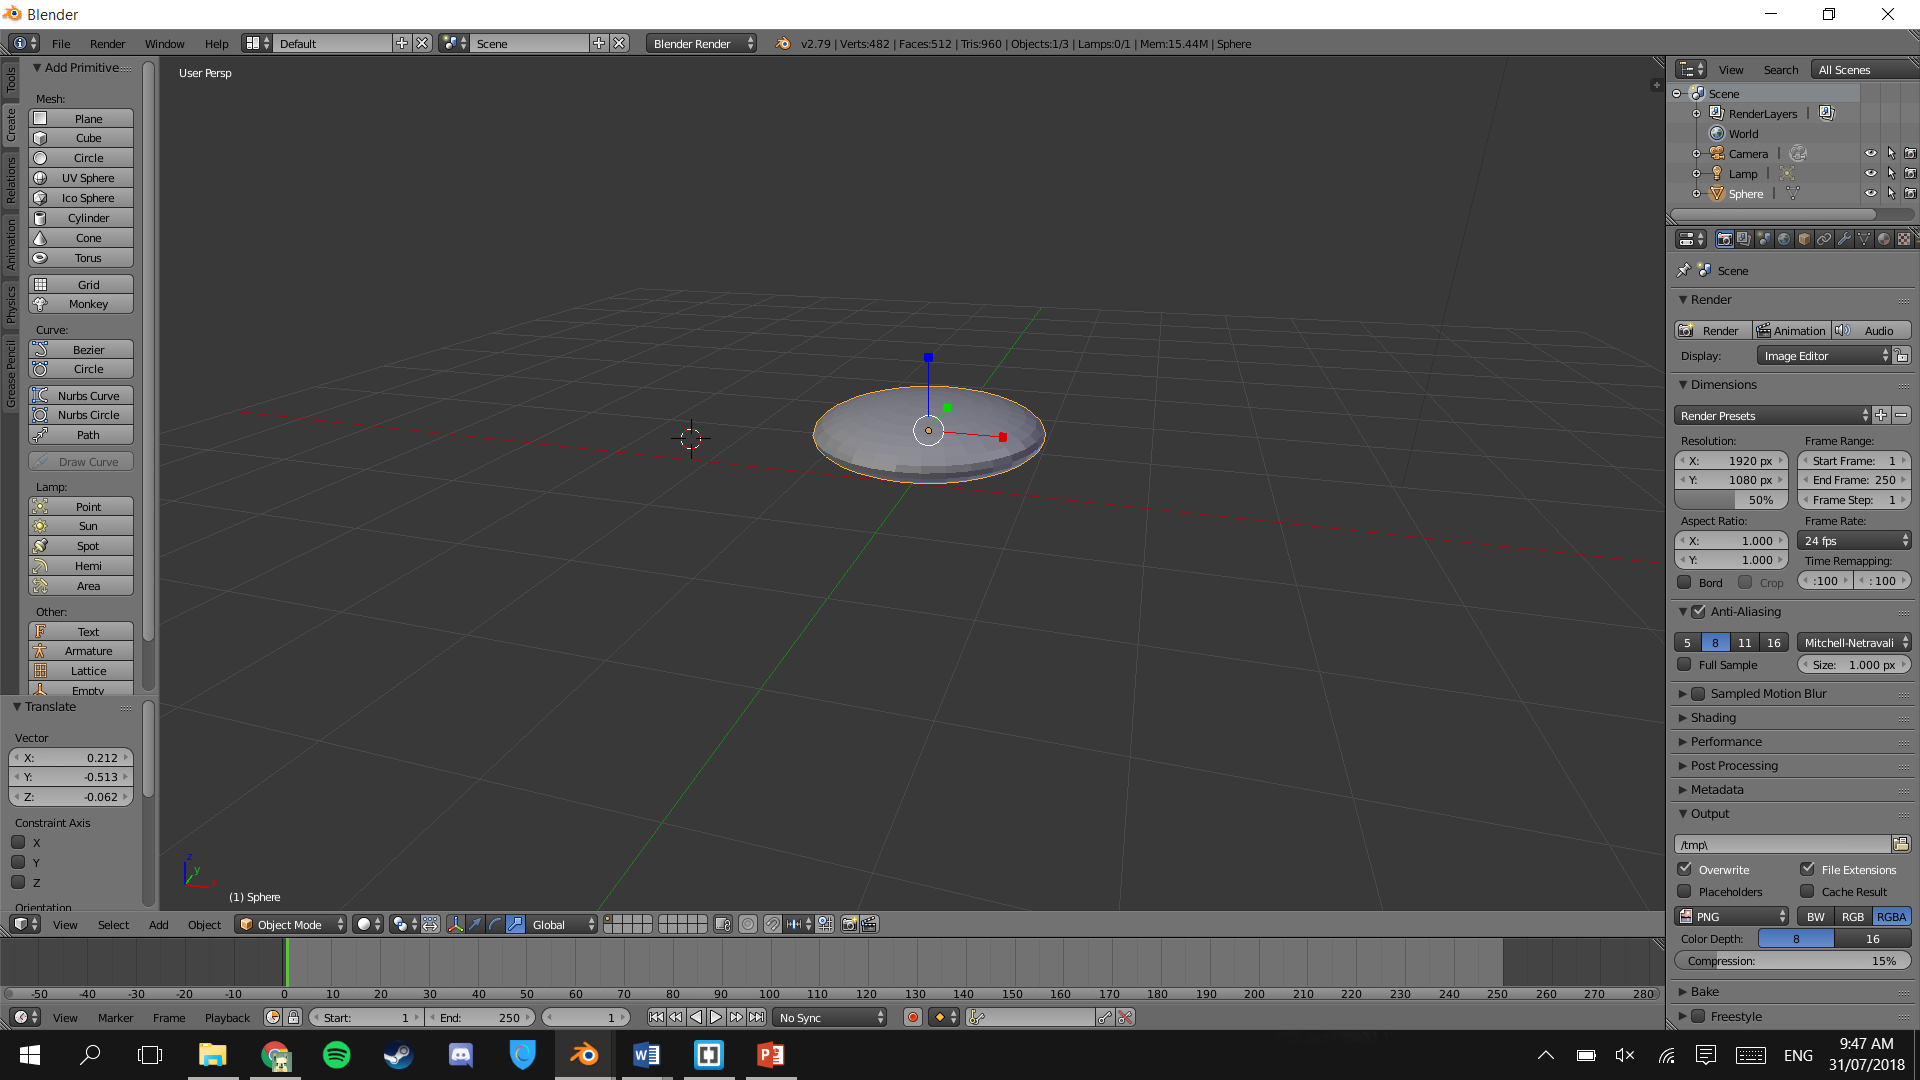 Blender
File Render Window Help Default Scene Blender Render v2.79 | Verts:482 | Faces:512 | Tris:960 | Objects:1/3 | Lamps:0/1 | Mem:15.44M | Sphere
Tools
Create
Relations
Animation
Physics
Grease Pencil
Add Primitive
Mesh:
Plane
Cube
Circle
UV Sphere
Ico Sphere
Cylinder
Cone
Torus
Grid
Monkey
Curve:
Bezier
Circle
Nurbs Curve
Nurbs Circle
Path
Draw Curve
Lamp:
Point
Sun
Spot
Hemi
Area
Other:
Text
Armature
Lattice
Empty
Translate
Vector
X: 0.212
Y: -0.513
Z: -0.062
Constraint Axis
X
Y
Z
Orientation
User Persp
z
y
x
(1) Sphere
View Select Add Object Object Mode Global
View Search All Scenes
Scene
RenderLayers |
World
Camera |
Lamp |
Sphere |
Scene
Render
Render Animation Audio
Display: Image Editor
Dimensions
Render Presets
Resolution: Frame Range:
X: 1920 px Start Frame: 1
Y: 1080 px End Frame: 250
50% Frame Step: 1
Aspect Ratio: Frame Rate:
X: 1.000 24 fps
Y: 1.000 Time Remapping:
Bord Crop :100 : 100
Anti-Aliasing
5 8 11 16 Mitchell-Netravali
Full Sample Size: 1.000 px
Sampled Motion Blur
Shading
Performance
Post Processing
Metadata
Output
/tmp\
Overwrite File Extensions
Placeholders Cache Result
PNG BW RGB RGBA
Color Depth: 8 16
Compression: 15%
Bake
Freestyle
-50 -40 -30 -20 -10 0 10 20 30 40 50 60 70 80 90 100 110 120 130 140 150 160 170 180 190 200 210 220 230 240 250 260 270 280
View Marker Frame Playback Start: 1 End: 250 1 No Sync
ENG
9:47 AM
31/07/2018